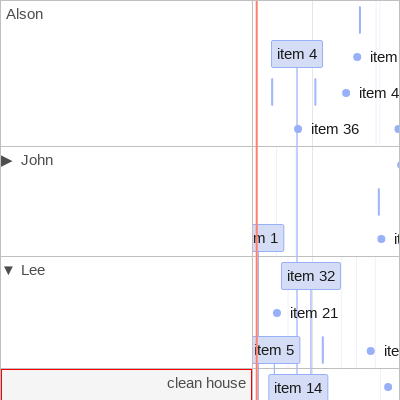 Alson
item 4
item
item 4
item 36
▶ John
m 1
▼ Lee
item 32
item 21
item 5
ite
clean house
item 14